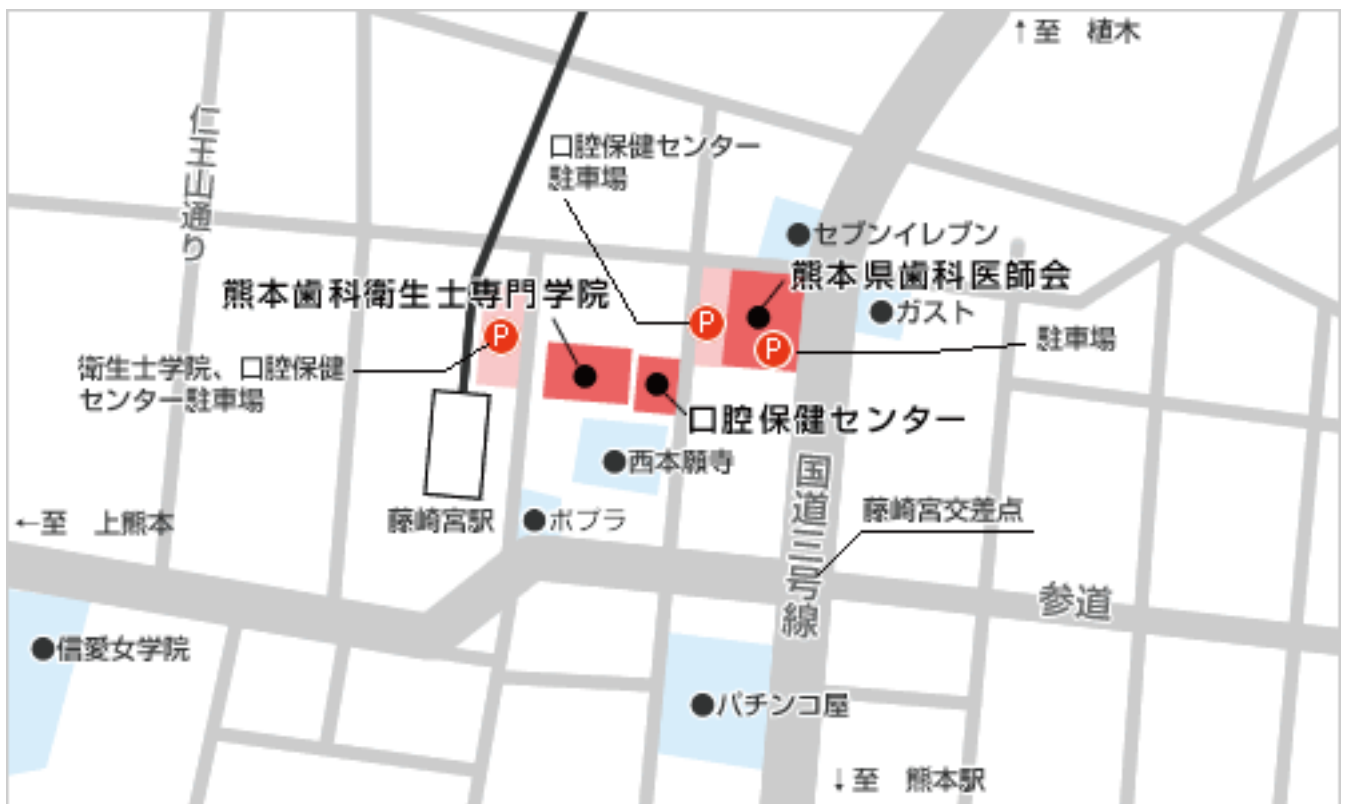 ↑至 植木
仁王山通り
口腔保健センター
駐車場
セブンイレブン
熊本県歯科医師会
熊本歯科衛生士専門学院
P
P
ガスト
P
駐車場
衛生士学院、口腔保健
センター駐車場
口腔保健センター
西本願寺
国道三号線
藤崎宮交差点
←至 上熊本
藤崎宮駅
ポプラ
参道
信愛女学院
パチンコ屋
↓至 熊本駅